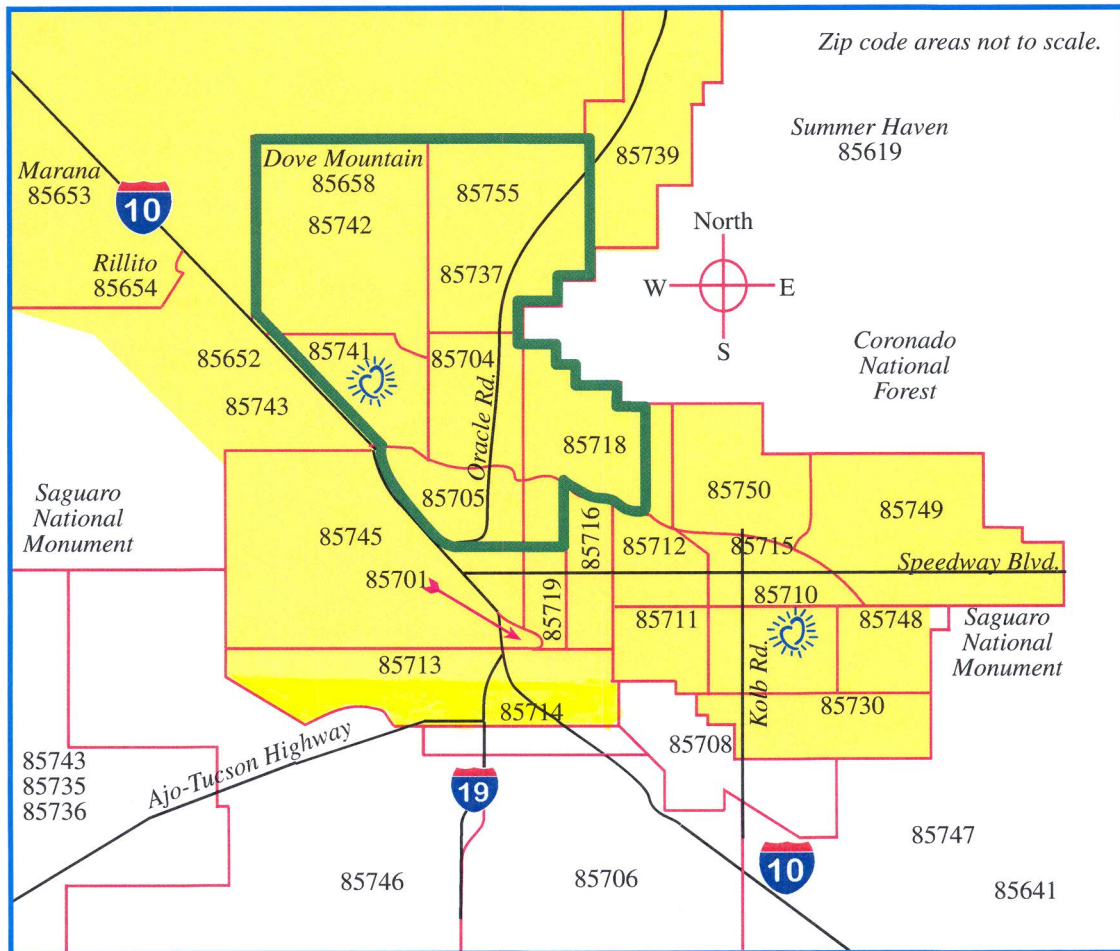 Zip code areas not to scale.
Summer Haven
85619
Marana
85653
10
Dove Mountain
85658
85742
85755
85739
Rillito
85654
85737
North
W
E
S
85652
85741
85704
85743
Oracle Rd.
Coronado
National
Forest
85718
Saguaro
National
Monument
85705
85750
85749
85745
85716
85712
85715
Speedway Blvd.
85701
85719
85710
85711
85748
Saguaro
National
Monument
85713
Kolb Rd.
85714
85730
85708
Ajo-Tucson Highway
85743
85735
85736
19
85747
10
85746
85706
85641